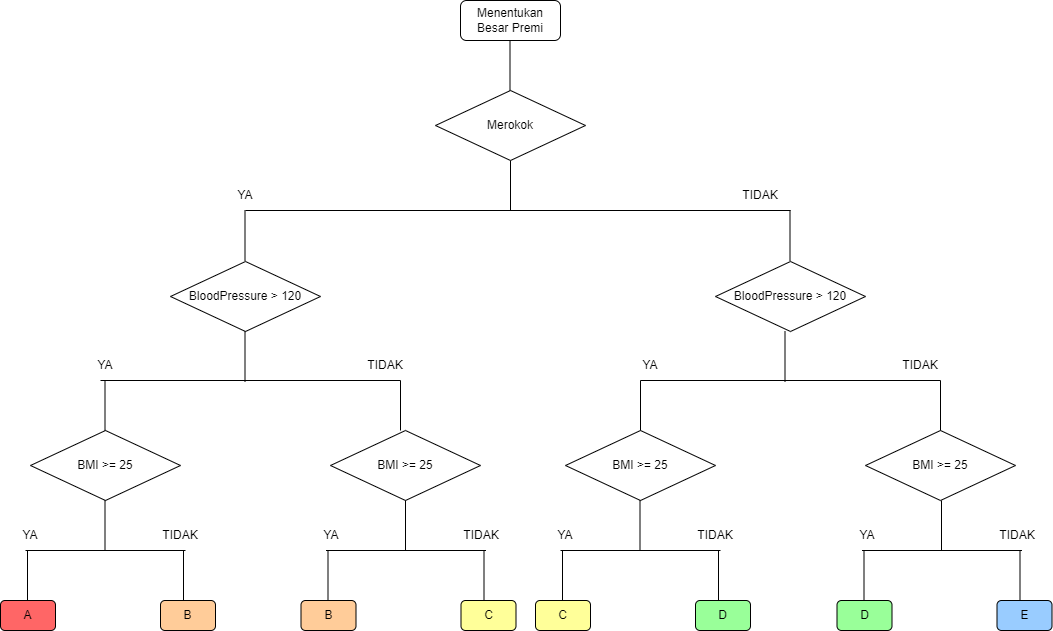 Menentukan
Besar Premi
Merokok
YA
TIDAK
BloodPressure > 120
BloodPressure > 120
YA
TIDAK
YA
TIDAK
BMI >= 25
BMI >= 25
BMI >= 25
BMI >= 25
YA
TIDAK
YA
TIDAK
YA
TIDAK
YA
TIDAK
A
B
B
C
C
D
D
E